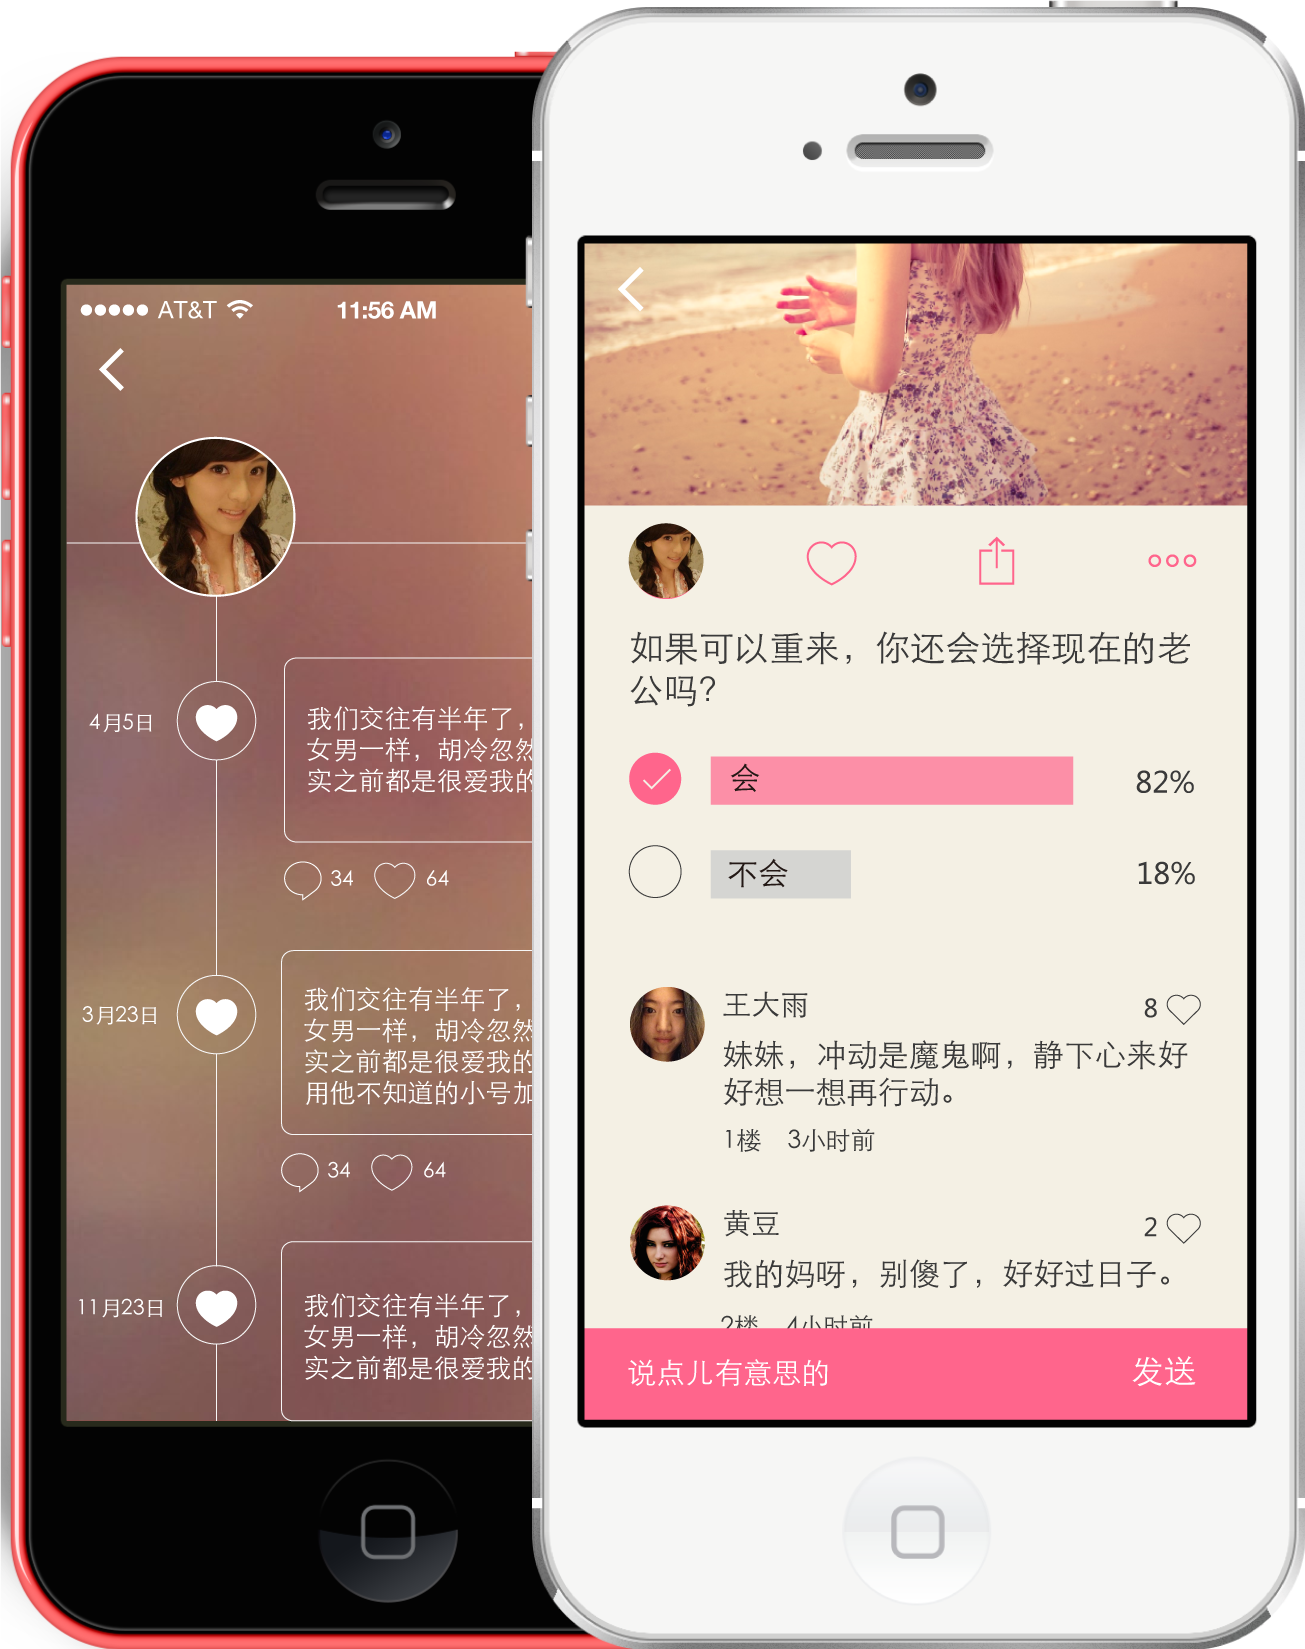 AT&T 11:56 AM
4月5日
我们交往有半年了，
女男一样，胡冷忽然
实之前都是很爱我的
34 64
3月23日
我们交往有半年了，
女男一样，胡冷忽然
实之前都是很爱我的
用他不知道的小号加
34 64
11月23日
我们交往有半年了，
女男一样，胡冷忽然
实之前都是很爱我的
如果可以重来，你还会选择现在的老
公吗？
会 82%
不会 18%
王大雨 8
妹妹，冲动是魔鬼啊，静下心来好
好想一想再行动。
1楼 3小时前
黄豆 2
我的妈呀，别傻了，好好过日子。
2楼 4小时前
说点儿有意思的 发送